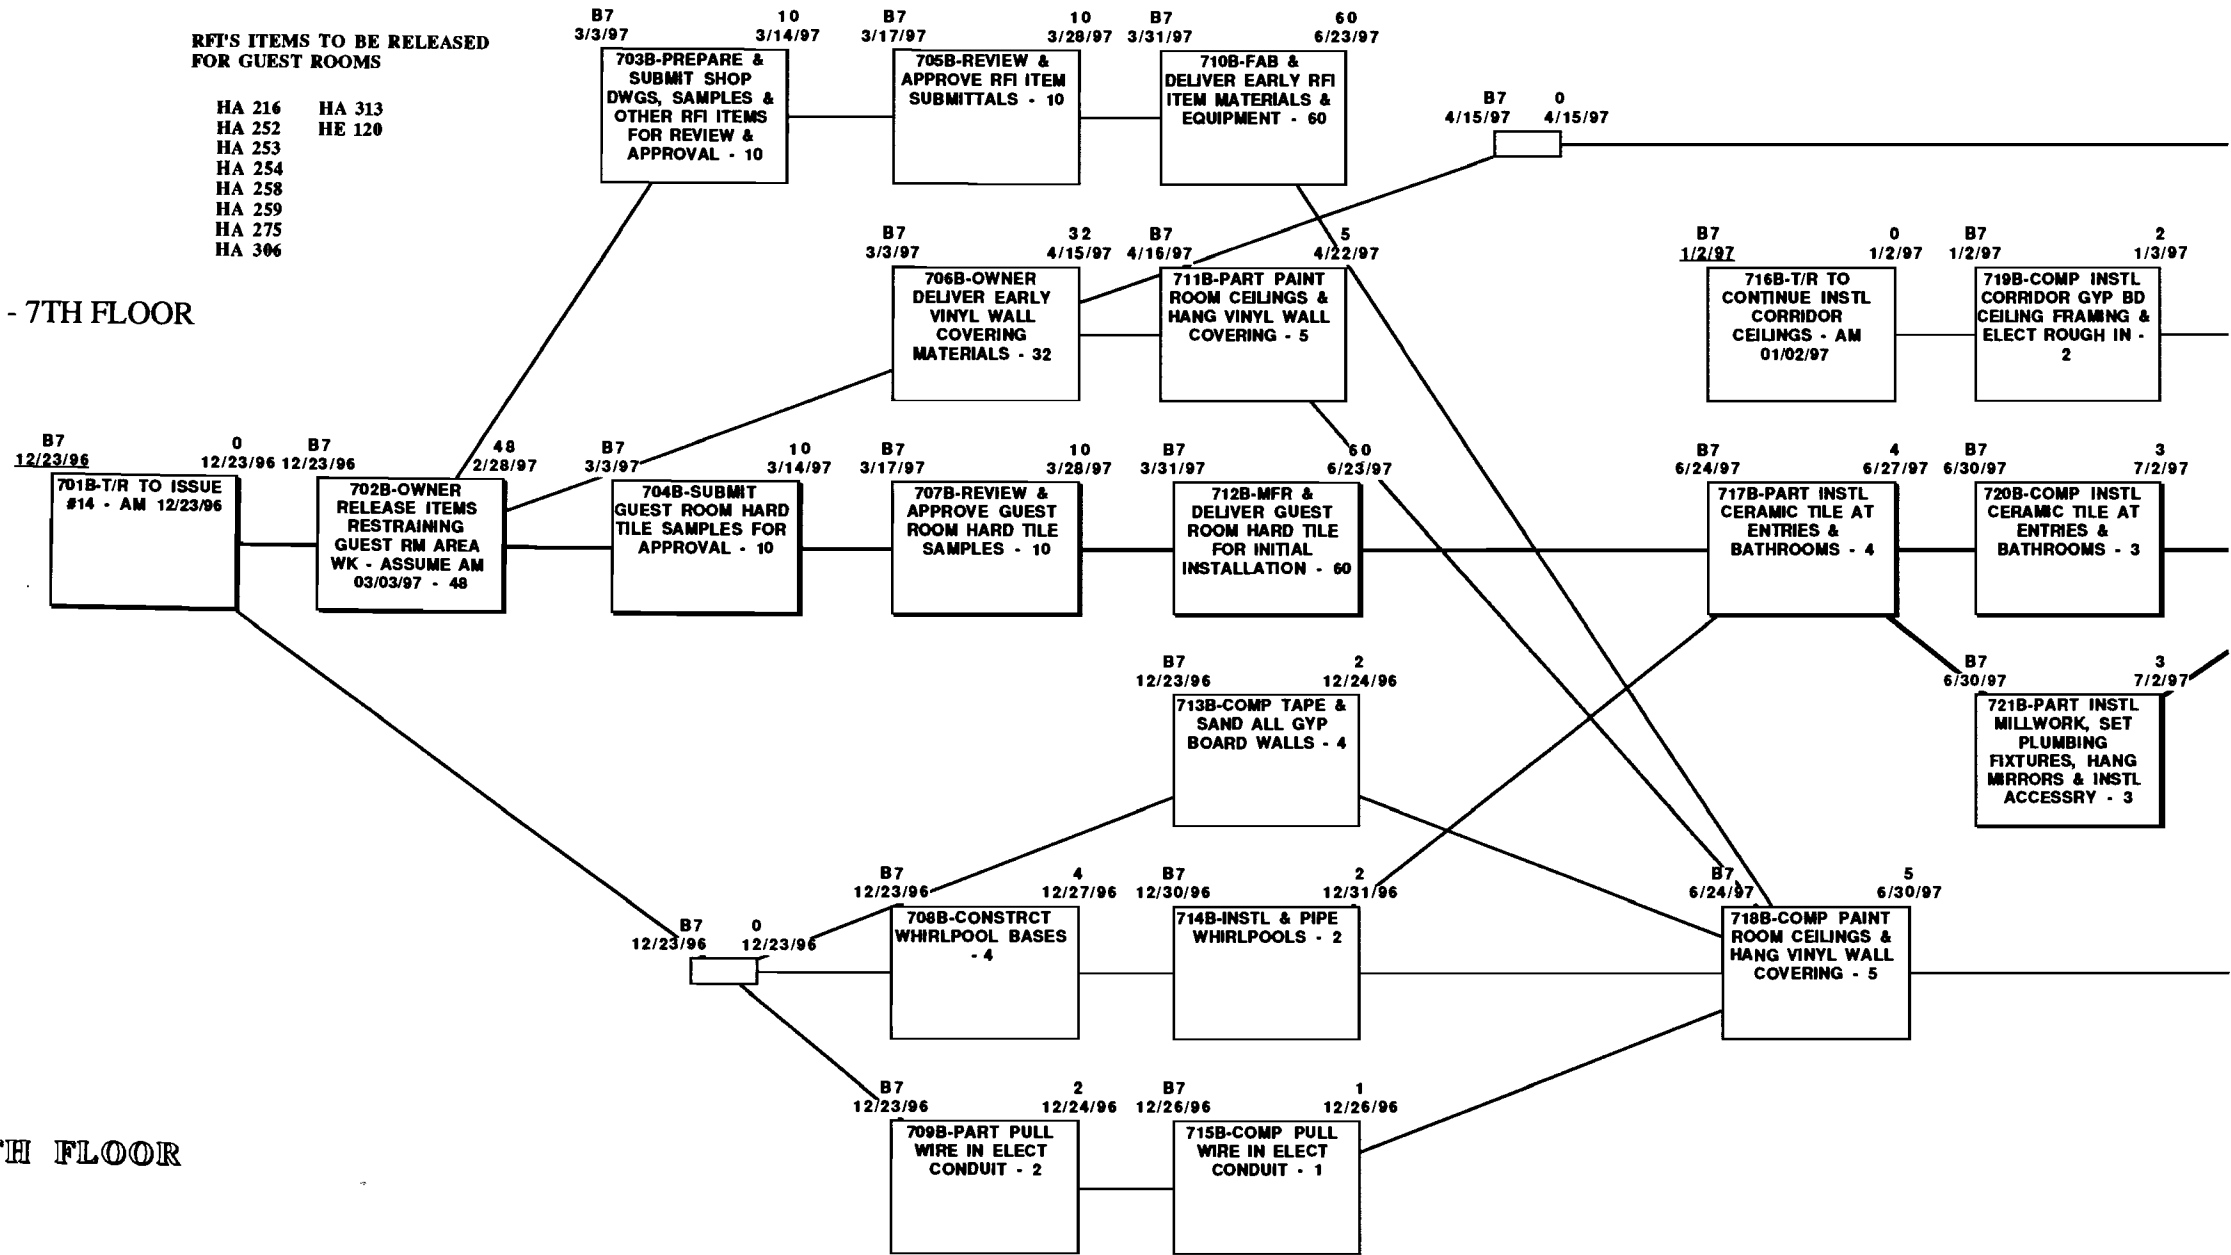 RFI'S ITEMS TO BE RELEASED
FOR GUEST ROOMS
HA 216 HA 313
HA 252 HE 120
HA 253
HA 254
HA 258
HA 259
HA 275
HA 306
- 7TH FLOOR
B7 10
3/3/97 3/14/97
703B-PREPARE &
SUBMIT SHOP
DWGS, SAMPLES &
OTHER RFI ITEMS
FOR REVIEW &
APPROVAL - 10
B7 10
3/17/97 3/28/97
705B-REVIEW &
APPROVE RFI ITEM
SUBMITTALS - 10
B7 60
3/31/97 6/23/97
710B-FAB &
DELIVER EARLY RFI
ITEM MATERIALS &
EQUIPMENT - 60
B7 0
4/15/97 4/15/97
B7 32
3/3/97 4/15/97
706B-OWNER
DELIVER EARLY
VINYL WALL
COVERING
MATERIALS - 32
B7 5
4/16/97 4/22/97
711B-PART PAINT
ROOM CEILINGS &
HANG VINYL WALL
COVERING - 5
B7 0
1/2/97 1/2/97
716B-T/R TO
CONTINUE INSTL
CORRIDOR
CEILINGS - AM
01/02/97
B7 2
1/2/97 1/3/97
719B-COMP INSTL
CORRIDOR GYP BD
CEILING FRAMING &
ELECT ROUGH IN -
2
B7 0
12/23/96 12/23/96
701B-T/R TO ISSUE
#14 - AM 12/23/96
B7 48
12/23/96 2/28/97
702B-OWNER
RELEASE ITEMS
RESTRAINING
GUEST RM AREA
WK - ASSUME AM
03/03/97 - 48
B7 10
3/3/97 3/14/97
704B-SUBMIT
GUEST ROOM HARD
TILE SAMPLES FOR
APPROVAL - 10
B7 10
3/17/97 3/28/97
707B-REVIEW &
APPROVE GUEST
ROOM HARD TILE
SAMPLES - 10
B7 60
3/31/97 6/23/97
712B-MFR &
DELIVER GUEST
ROOM HARD TILE
FOR INITIAL
INSTALLATION - 60
B7 4
6/24/97 6/27/97
717B-PART INSTL
CERAMIC TILE AT
ENTRIES &
BATHROOMS - 4
B7 3
6/30/97 7/2/97
720B-COMP INSTL
CERAMIC TILE AT
ENTRIES &
BATHROOMS - 3
B7 2
12/23/96 12/24/96
713B-COMP TAPE &
SAND ALL GYP
BOARD WALLS - 4
B7 3
6/30/97 7/2/97
721B-PART INSTL
MILLWORK, SET
PLUMBING
FIXTURES, HANG
MIRRORS & INSTL
ACCESSRY - 3
B7 0
12/23/96 12/23/96
B7 4
12/23/96 12/27/96
708B-CONSTRCT
WHIRLPOOL BASES
- 4
B7 2
12/30/96 12/31/96
714B-INSTL & PIPE
WHIRLPOOLS - 2
B7 5
6/24/97 6/30/97
718B-COMP PAINT
ROOM CEILINGS &
HANG VINYL WALL
COVERING - 5
B7 2
12/23/96 12/24/96
709B-PART PULL
WIRE IN ELECT
CONDUIT - 2
B7 1
12/26/96 12/26/96
715B-COMP PULL
WIRE IN ELECT
CONDUIT - 1
TH FLOOR